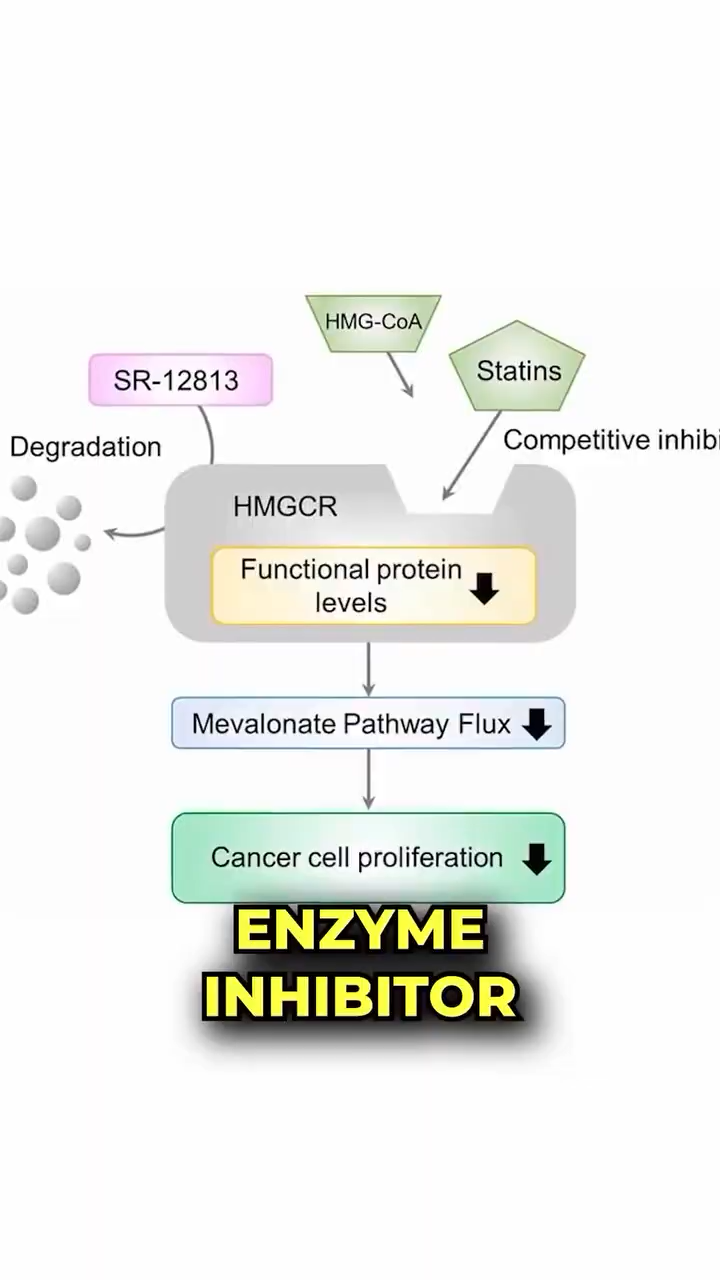 HMG-CoA
Statins
SR-12813
Competitive
Degradation
HMGCR
Functional protein
levels
Mevalonate Pathway Flux
Cancer cell proliferation
ENZYME
INHIBITOR